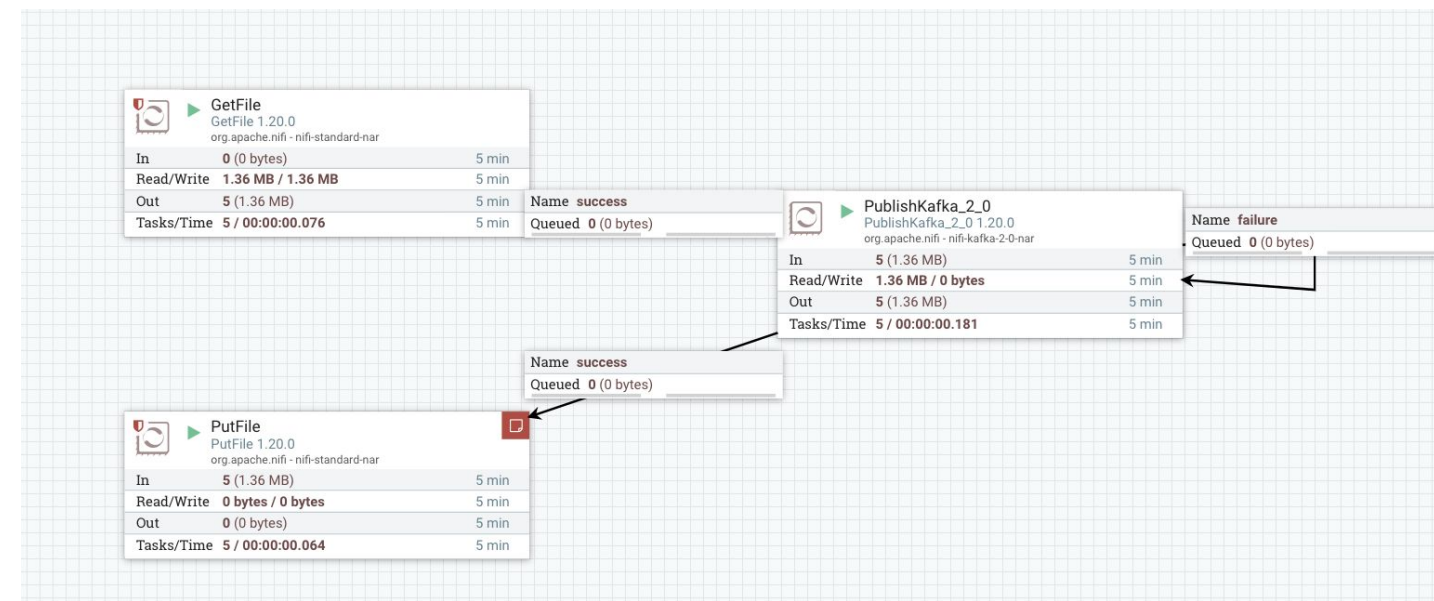 GetFile
GetFile 1.20.0
org.apache.nifi - nifi-standard-nar
In 0 (0 bytes) 5 min
Read/Write 1.36 MB / 1.36 MB 5 min
Out 5 (1.36 MB) 5 min
Tasks/Time 5 / 00:00:00.076 5 min
Name success
Queued 0 (0 bytes)
PublishKafka_2_0
PublishKafka_2_0 1.20.0
org.apache.nifi - nifi-kafka-2-0-nar
In 5 (1.36 MB) 5 min
Read/Write 1.36 MB / 0 bytes 5 min
Out 5 (1.36 MB) 5 min
Tasks/Time 5 / 00:00:00.181 5 min
Name failure
Queued 0 (0 bytes)
Name success
Queued 0 (0 bytes)
PutFile
PutFile 1.20.0
org.apache.nifi - nifi-standard-nar
In 5 (1.36 MB) 5 min
Read/Write 0 bytes / 0 bytes 5 min
Out 0 (0 bytes) 5 min
Tasks/Time 5 / 00:00:00.064 5 min